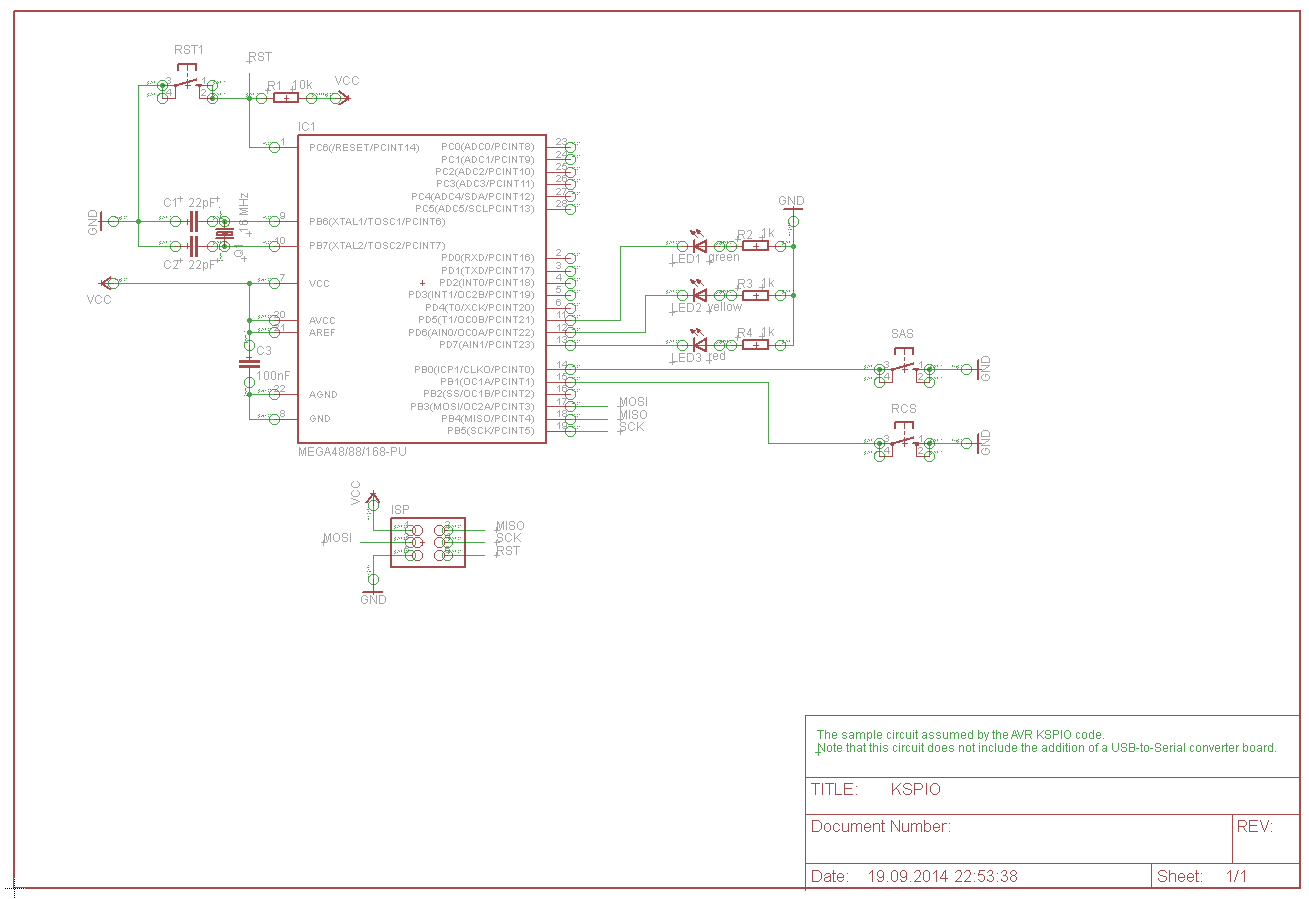 RST1
RST
3
1
4
2
R1 10k
VCC
IC1
1
PC6(/RESET/PCINT14)
PC0(ADC0/PCINT8)
23
PC1(ADC1/PCINT9)
24
PC2(ADC2/PCINT10)
25
PC3(ADC3/PCINT11)
26
PC4(ADC4/SDA/PCINT12)
27
PC5(ADC5/SCLPCINT13)
28
GND
C1 22pF
16 MHz
Q1
9
PB6(XTAL1/TOSC1/PCINT6)
10
PB7(XTAL2/TOSC2/PCINT7)
C2 22pF
PD0(RXD/PCINT16)
2
PD1(TXD/PCINT17)
3
VCC
7
VCC
PD2(INT0/PCINT18)
4
PD3(INT1/OC2B/PCINT19)
5
PD4(T0/XCK/PCINT20)
6
20
AVCC
PD5(T1/OC0B/PCINT21)
11
21
AREF
PD6(AIN0/OC0A/PCINT22)
12
PD7(AIN1/PCINT23)
13
C3
100nF
PB0(ICP1/CLKO/PCINT0)
14
PB1(OC1A/PCINT1)
15
22
AGND
PB2(SS/OC1B/PCINT2)
16
PB3(MOSI/OC2A/PCINT3)
17
MOSI
8
GND
PB4(MISO/PCINT4)
18
MISO
PB5(SCK/PCINT5)
19
SCK
MEGA48/88/168-PU
GND
R2 1k
LED1 green
R3 1k
LED2 yellow
R4 1k
LED3 red
SAS
3
1
4
2
GND
RCS
3
1
4
2
GND
VCC
ISP
MISO
MOSI
SCK
RST
GND
The sample circuit assumed by the AVR KSPIO code.
Note that this circuit does not include the addition of a USB-to-Serial converter board.
TITLE: KSPIO
Document Number:
REV:
Date: 19.09.2014 22:53:38
Sheet: 1/1